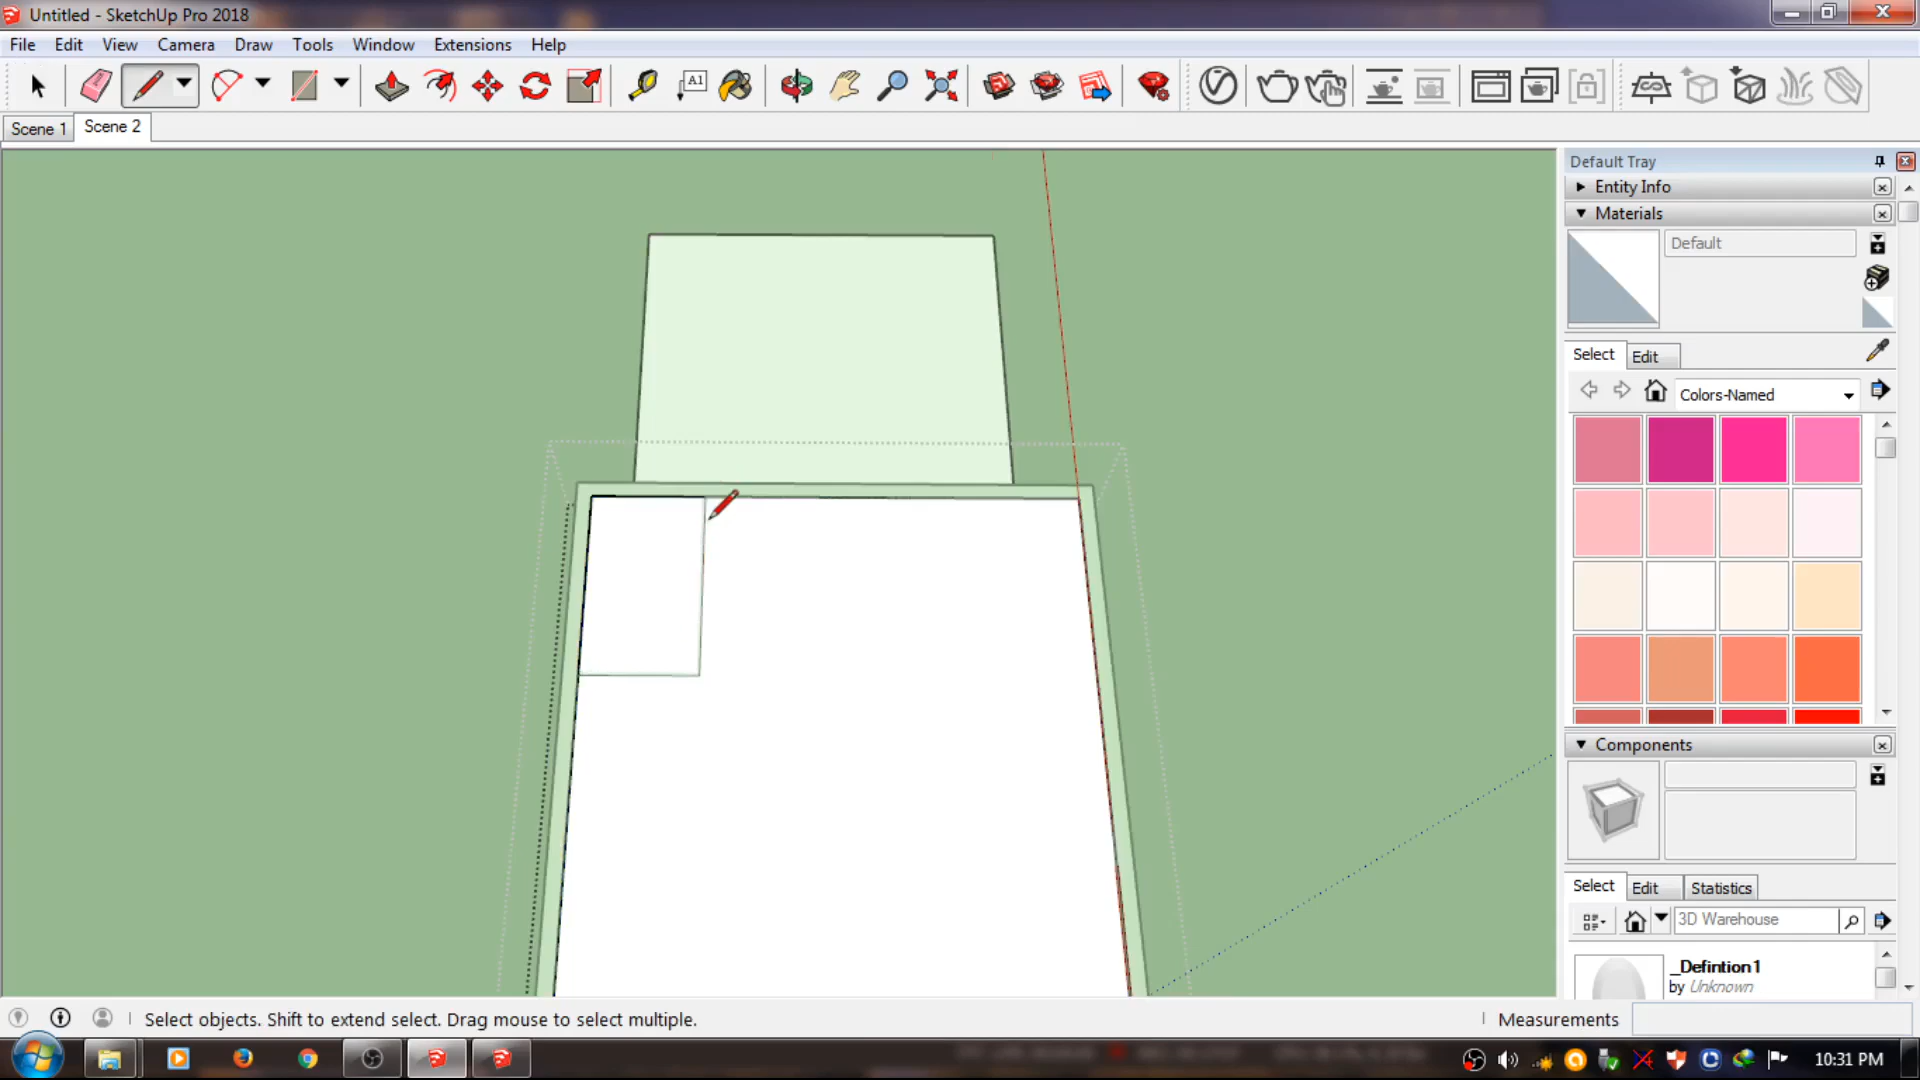 Untitled - SketchUp Pro 2018
File Edit View Camera Draw Tools Window Extensions Help
A1
Scene 1 Scene 2
Default Tray
Entity Info
Materials
Default
Select Edit
Colors-Named
Components
Select Edit Statistics
3D Warehouse
_Defintion1
by Unknown
Select objects. Shift to extend select. Drag mouse to select multiple.
Measurements
10:31 PM